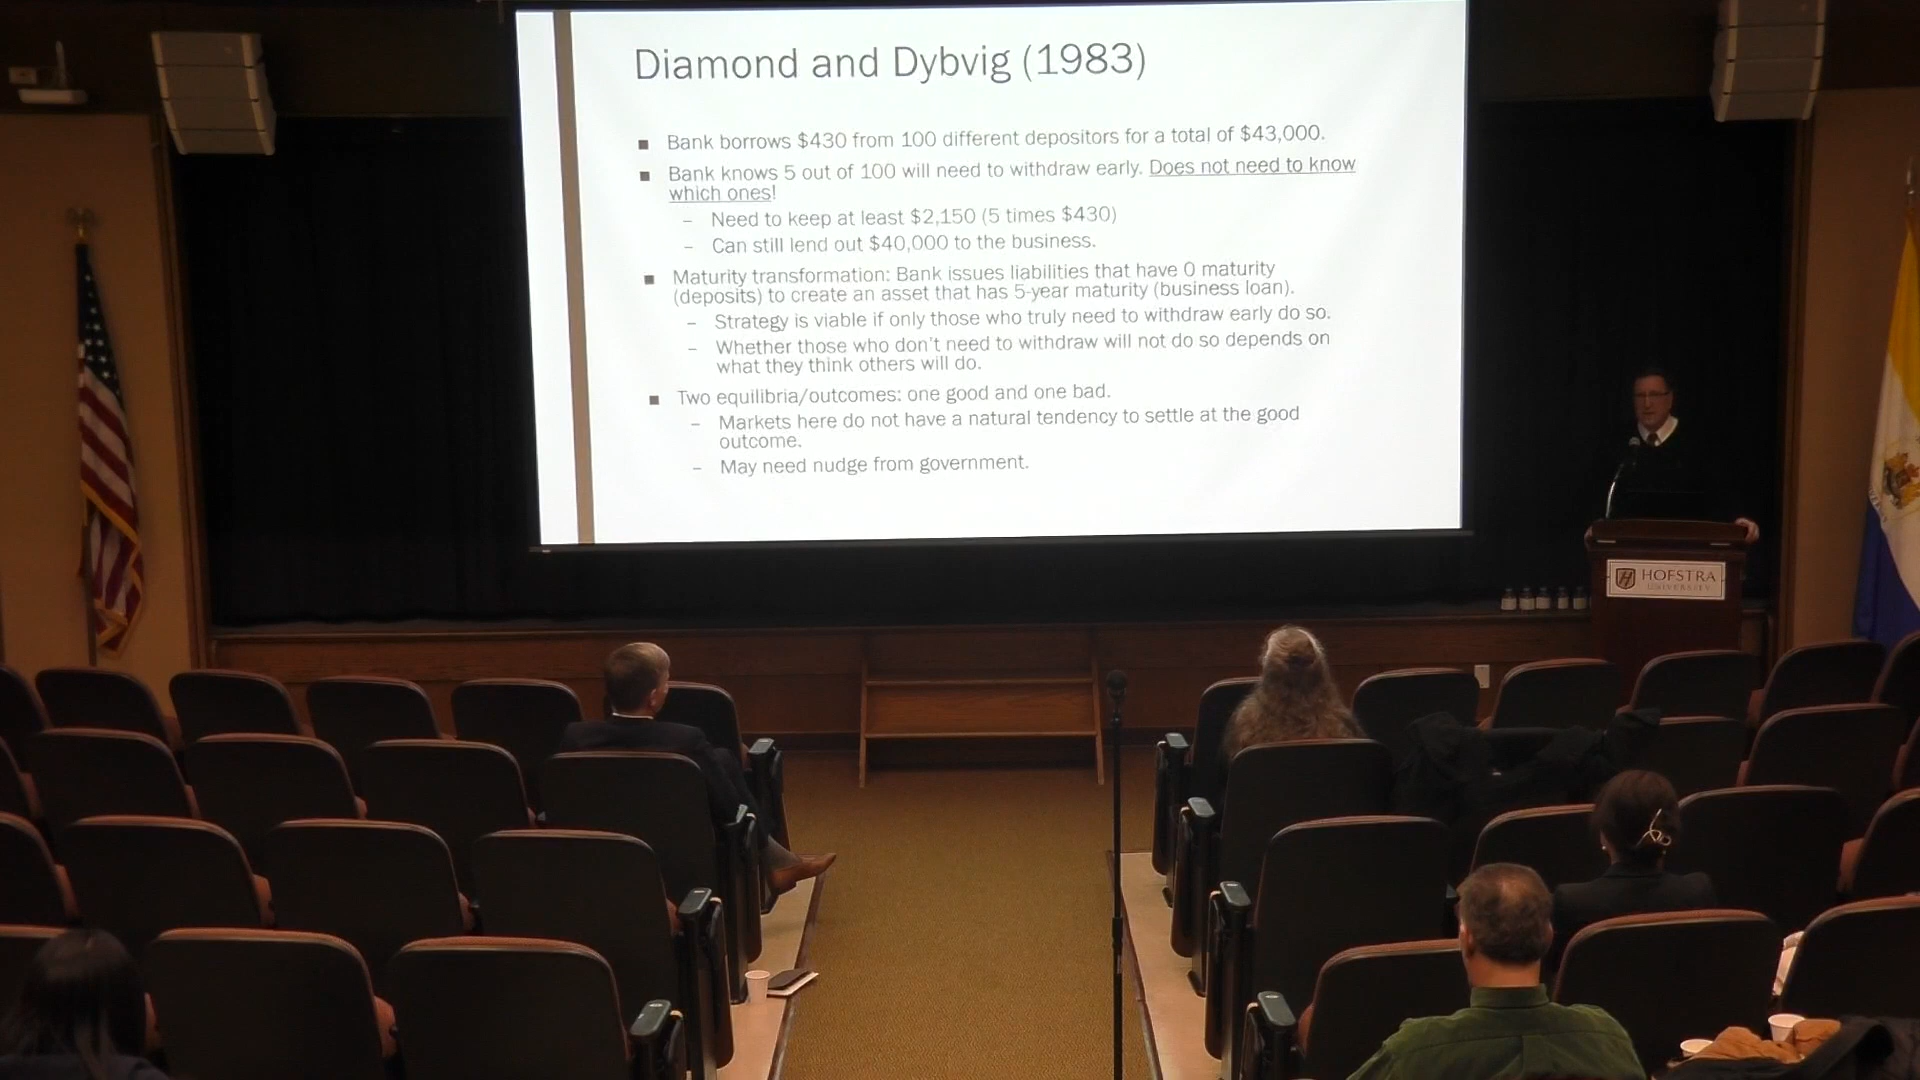 Diamond and Dybvig (1983)
Bank borrows $430 from 100 different depositors for a total of $43,000.
Bank knows 5 out of 100 will need to withdraw early. Does not need to know
which ones!
– Need to keep at least $2,150 (5 times $430)
– Can still lend out $40,000 to the business.
Maturity transformation: Bank issues liabilities that have 0 maturity
(deposits) to create an asset that has 5-year maturity (business loan).
– Strategy is viable if only those who truly need to withdraw early do so.
– Whether those who don't need to withdraw will not do so depends on
what they think others will do.
Two equilibria/outcomes: one good and one bad.
– Markets here do not have a natural tendency to settle at the good
outcome.
– May need nudge from government.
HOFSTRA
UNIVERSITY